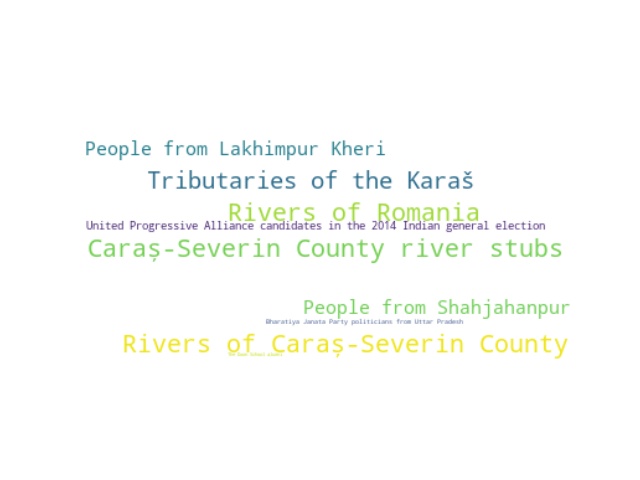 People from Lakhimpur Kheri
Tributaries of the Karaš
Rivers of Romania
United Progressive Alliance candidates in the 2014 Indian general election
Caraș-Severin County river stubs
People from Shahjahanpur
Bharatiya Janata Party politicians from Uttar Pradesh
Rivers of Caraș-Severin County